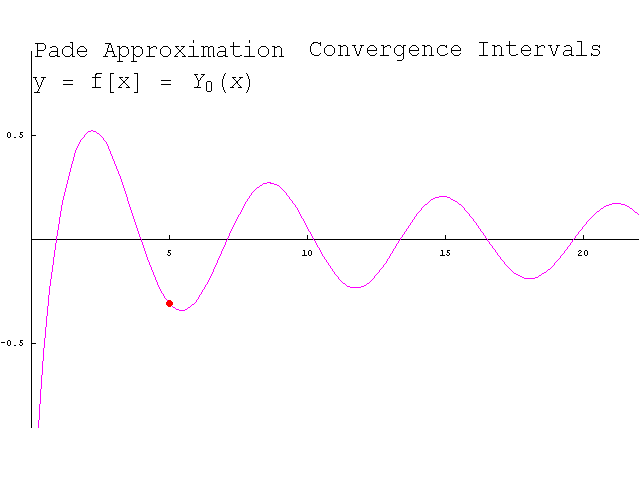 Pade Approximation  Convergence Intervals
y = f[x] = Y₀(x)
0.5
5 10 15 20
-0.5